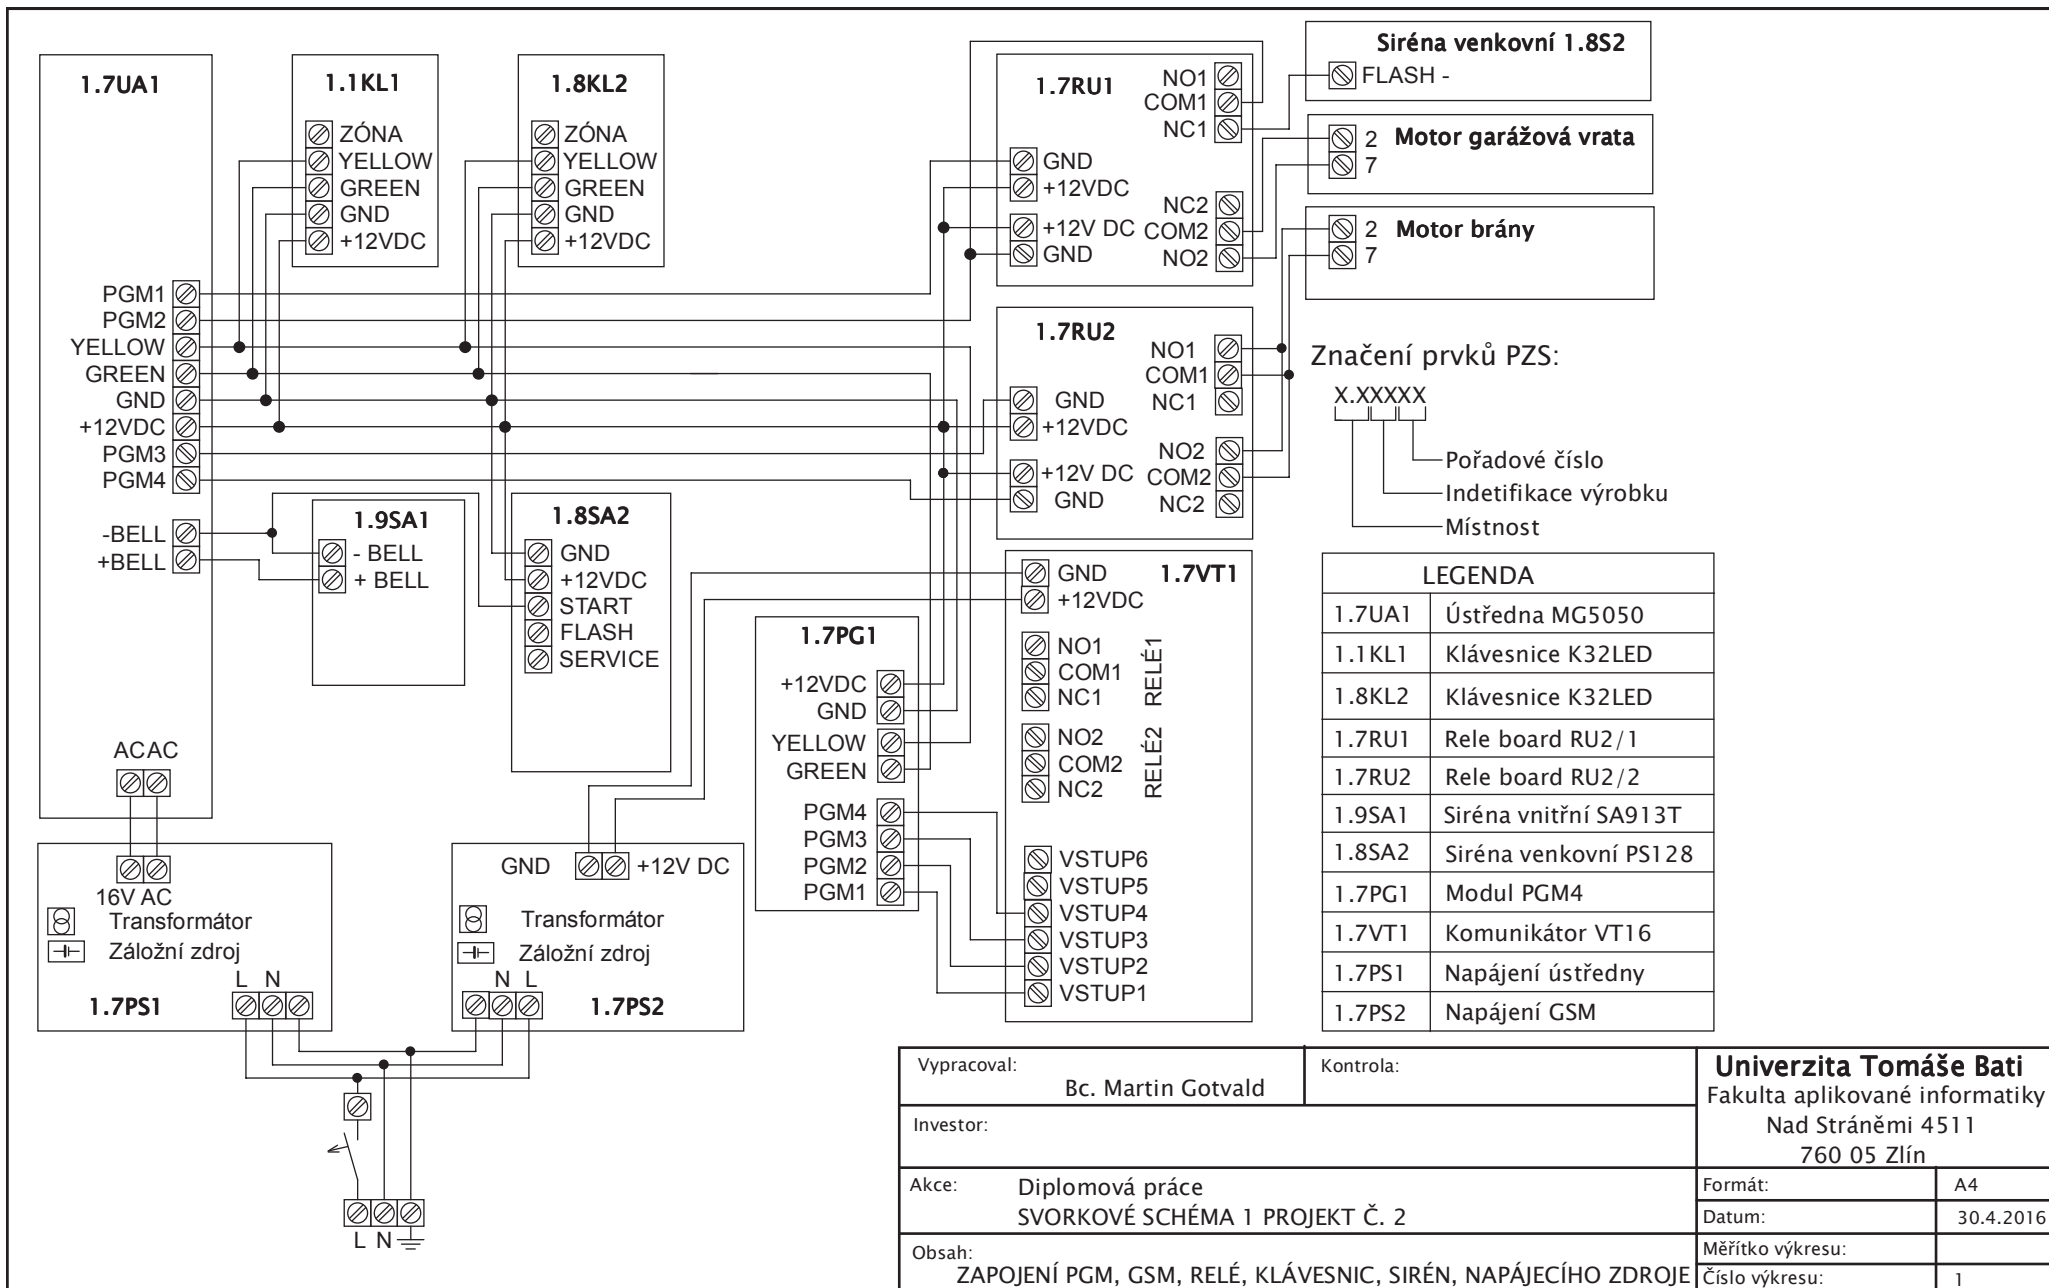 1.7UA1
PGM1
PGM2
YELLOW
GREEN
GND
+12VDC
PGM3
PGM4
-BELL
+BELL
ACAC
1.1KL1
ZÓNA
YELLOW
GREEN
GND
+12VDC
1.8KL2
ZÓNA
YELLOW
GREEN
GND
+12VDC
1.9SA1
- BELL
+ BELL
1.8SA2
GND
+12VDC
START
FLASH
SERVICE
1.7RU1
GND
+12VDC
+12V DC
GND
NO1
COM1
NC1
NC2
COM2
NO2
1.7RU2
GND
+12VDC
+12V DC
GND
NO1
COM1
NC1
NO2
COM2
NC2
Siréna venkovní 1.8S2
FLASH -
2 Motor garážová vrata
7
2 Motor brány
7
Značení prvků PZS:
X.XXXXX
Pořadové číslo
Indetifikace výrobku
Místnost
1.7PG1
+12VDC
GND
YELLOW
GREEN
PGM4
PGM3
PGM2
PGM1
1.7VT1
GND
+12VDC
NO1
COM1
NC1
RELÉ1
NO2
COM2
NC2
RELÉ2
VSTUP6
VSTUP5
VSTUP4
VSTUP3
VSTUP2
VSTUP1
16V AC
Transformátor
Záložní zdroj
L N
1.7PS1
GND +12V DC
Transformátor
Záložní zdroj
N L
1.7PS2
L N
LEGENDA
1.7UA1 Ústředna MG5050
1.1KL1 Klávesnice K32LED
1.8KL2 Klávesnice K32LED
1.7RU1 Rele board RU2/1
1.7RU2 Rele board RU2/2
1.9SA1 Siréna vnitřní SA913T
1.8SA2 Siréna venkovní PS128
1.7PG1 Modul PGM4
1.7VT1 Komunikátor VT16
1.7PS1 Napájení ústředny
1.7PS2 Napájení GSM
Vypracoval:
Bc. Martin Gotvald
Kontrola:
Investor:
Akce: Diplomová práce
SVORKOVÉ SCHÉMA 1 PROJEKT Č. 2
Obsah:
ZAPOJENÍ PGM, GSM, RELÉ, KLÁVESNIC, SIRÉN, NAPÁJECÍHO ZDROJE
Univerzita Tomáše Bati
Fakulta aplikované informatiky
Nad Stráněmi 4511
760 05 Zlín
Formát: A4
Datum: 30.4.2016
Měřítko výkresu:
Číslo výkresu: 1